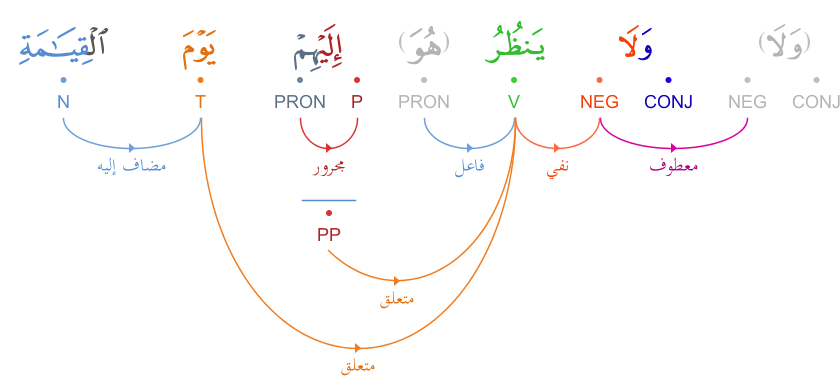 (وَلَا) وَلَا يَنظُرُ (هُوَ) إِلَيْهِمْ يَوْمَ ٱلْقِيَـٰمَةِ
N T PRON P PRON V NEG CONJ NEG CONJ
مضاف إليه مجرور فاعل نفي معطوف
PP
متعلق
متعلق